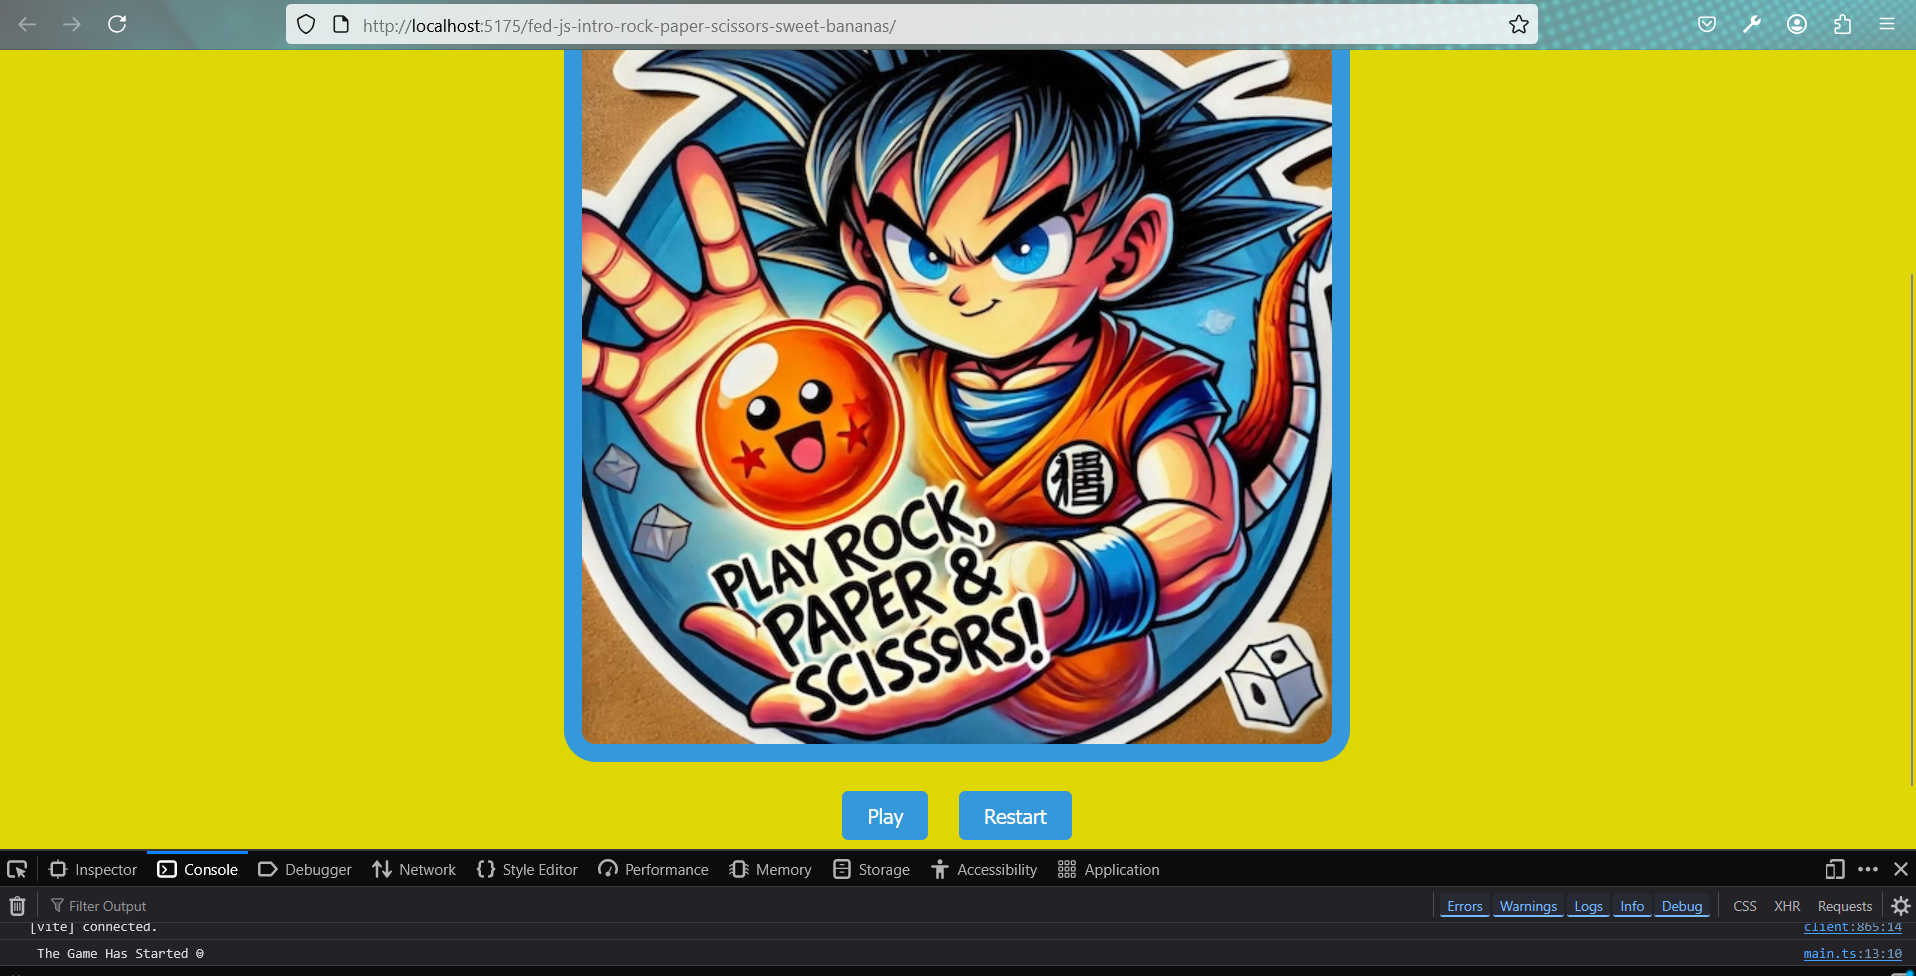 http://localhost:5175/fed-js-intro-rock-paper-scissors-sweet-bananas/
PLAY ROCK,
PAPER &
SCISSORS!
Play Restart
Inspector Console Debugger Network Style Editor Performance Memory Storage Accessibility Application
Filter Output Errors Warnings Logs Info Debug CSS XHR Requests
[vite] connected. client:865:14
The Game Has Started main.ts:13:10